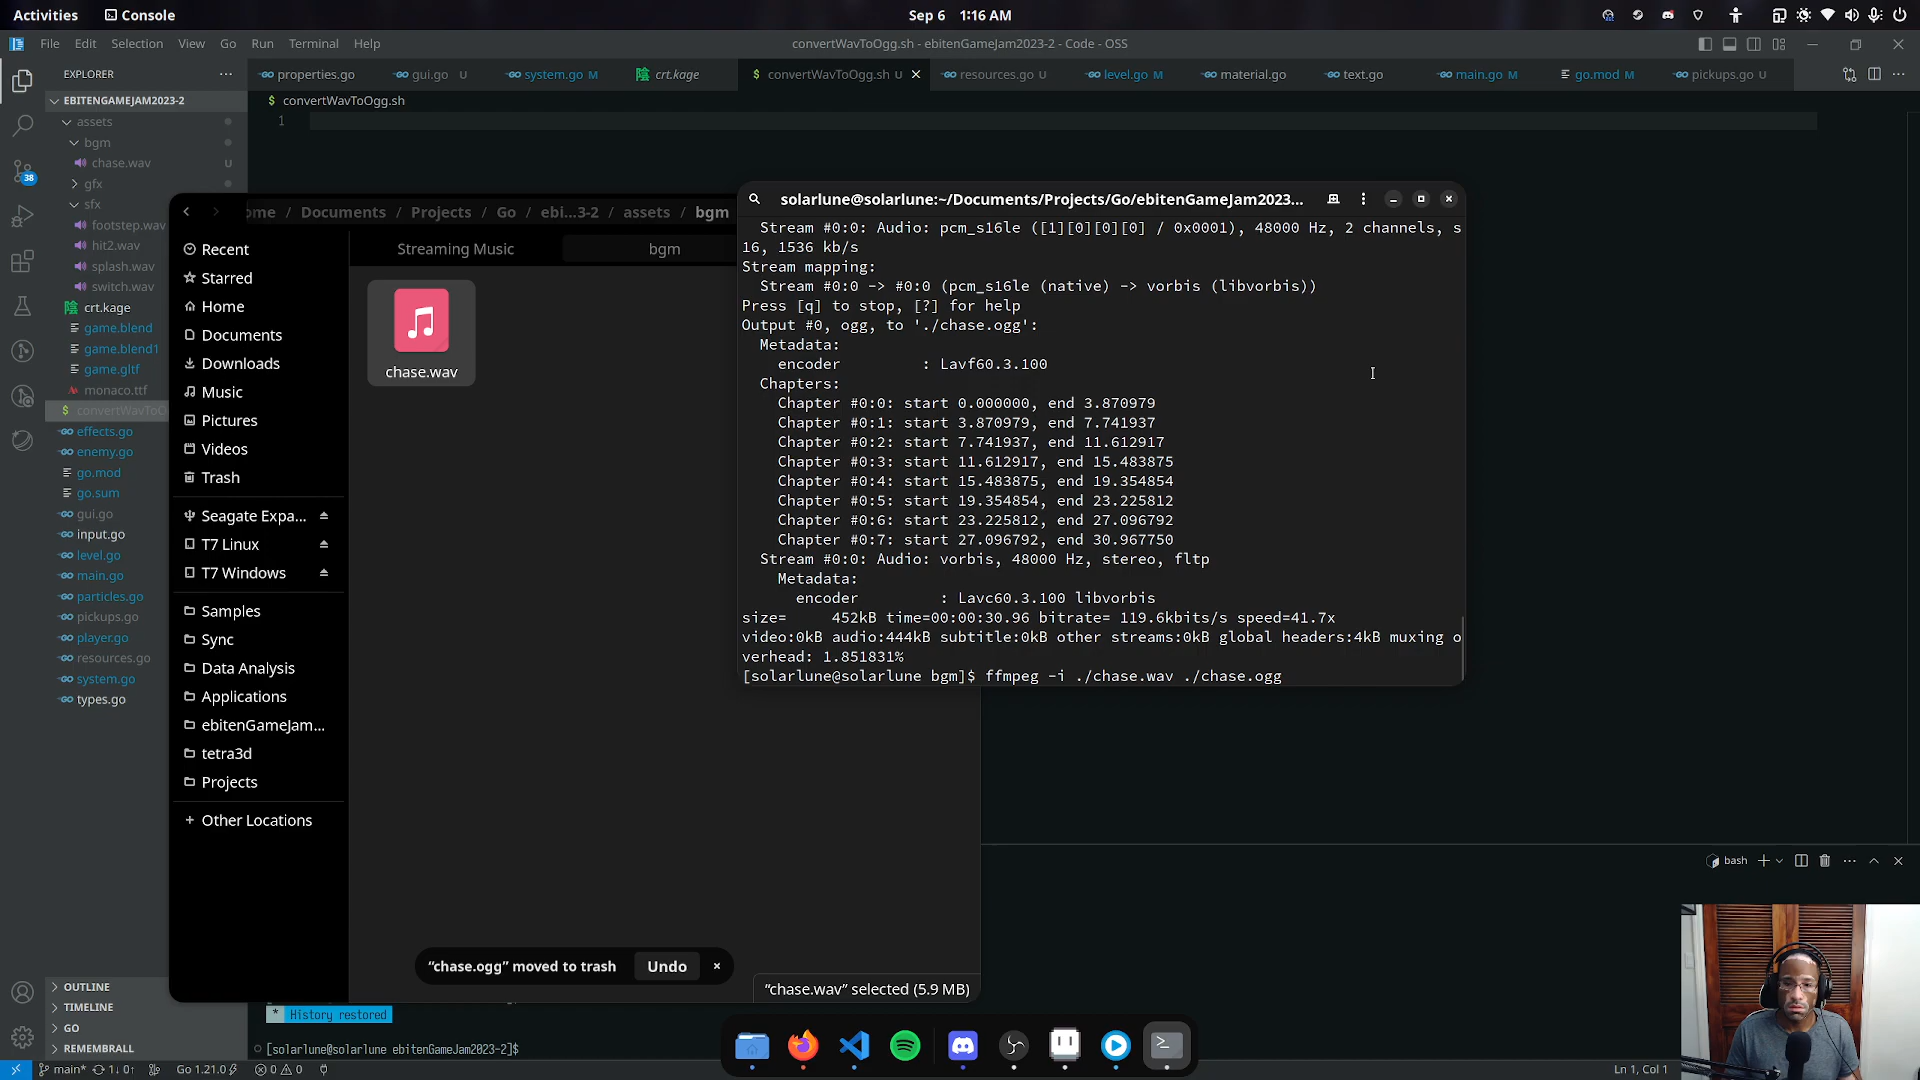 Activities
Console
Sep 6 1:16 AM
File Edit Selection View Go Run Terminal Help
convertWavToOgg.sh - ebitenGameJam2023-2 - Code - OSS
EXPLORER
properties.go
gui.go U
system.go M
crt.kage
convertWavToOgg.sh U
resources.go U
level.go M
material.go
text.go
main.go M
go.mod M
pickups.go U
EBITENGAMEJAM2023-2
assets
bgm
chase.wav U
gfx
sfx
footstep.wav
hit2.wav
splash.wav
switch.wav
crt.kage
game.blend
game.blend1
game.gltf
monaco.ttf
convertWavToO
effects.go
enemy.go
go.mod
go.sum
gui.go
input.go
level.go
main.go
particles.go
pickups.go
player.go
resources.go
system.go
types.go
OUTLINE
TIMELINE
GO
REMEMBRALL
38
$ convertWavToOgg.sh
1
ome / Documents / Projects / Go / ebi…3-2 / assets / bgm
Recent
Starred
Home
Documents
Downloads
Music
Pictures
Videos
Trash
Seagate Expa...
T7 Linux
T7 Windows
Samples
Sync
Data Analysis
Applications
ebitenGameJam...
tetra3d
Projects
+ Other Locations
Streaming Music
bgm
chase.wav
“chase.ogg” moved to trash
Undo
“chase.wav” selected (5.9 MB)
solarlune@solarlune:~/Documents/Projects/Go/ebitenGameJam2023...
Stream #0:0: Audio: pcm_s16le ([1][0][0][0] / 0x0001), 48000 Hz, 2 channels, s
16, 1536 kb/s
Stream mapping:
Stream #0:0 -> #0:0 (pcm_s16le (native) -> vorbis (libvorbis))
Press [q] to stop, [?] for help
Output #0, ogg, to './chase.ogg':
Metadata:
encoder : Lavf60.3.100
Chapters:
Chapter #0:0: start 0.000000, end 3.870979
Chapter #0:1: start 3.870979, end 7.741937
Chapter #0:2: start 7.741937, end 11.612917
Chapter #0:3: start 11.612917, end 15.483875
Chapter #0:4: start 15.483875, end 19.354854
Chapter #0:5: start 19.354854, end 23.225812
Chapter #0:6: start 23.225812, end 27.096792
Chapter #0:7: start 27.096792, end 30.967750
Stream #0:0: Audio: vorbis, 48000 Hz, stereo, fltp
Metadata:
encoder : Lavc60.3.100 libvorbis
size= 452kB time=00:00:30.96 bitrate= 119.6kbits/s speed=41.7x
video:0kB audio:444kB subtitle:0kB other streams:0kB global headers:4kB muxing o
verhead: 1.851831%
[solarlune@solarlune bgm]$ ffmpeg -i ./chase.wav ./chase.ogg
bash
* History restored
[solarlune@solarlune ebitenGameJam2023-2]$
main* 1↓ 0↑ Go 1.21.0 0 0
Ln 1, Col 1